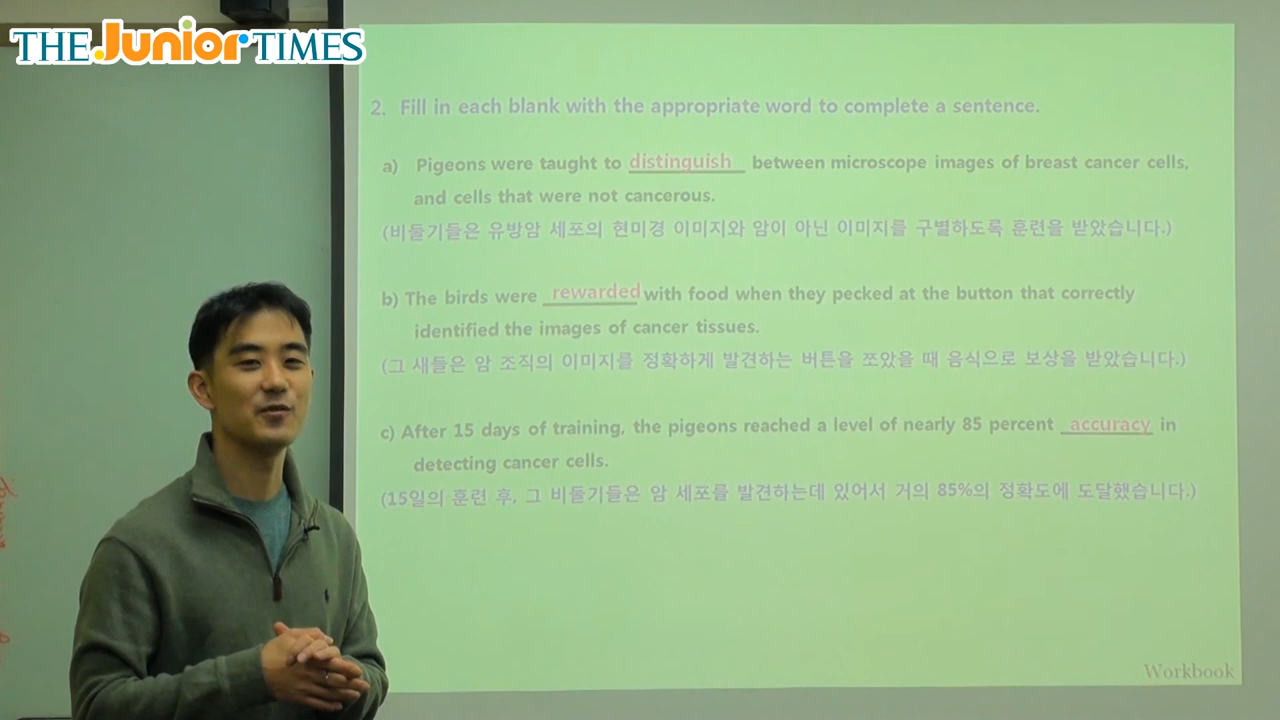 THE Junior TIMES
2. Fill in each blank with the appropriate word to complete a sentence.
a) Pigeons were taught to distinguish between microscope images of breast cancer cells,
and cells that were not cancerous.
(비둘기들은 유방암 세포의 현미경 이미지와 암이 아닌 이미지를 구별하도록 훈련을 받았습니다.)
b) The birds were rewarded with food when they pecked at the button that correctly
identified the images of cancer tissues.
(그 새들은 암 조직의 이미지를 정확하게 발견하는 버튼을 쪼았을 때 음식으로 보상을 받았습니다.)
c) After 15 days of training, the pigeons reached a level of nearly 85 percent accuracy in
detecting cancer cells.
(15일의 훈련 후, 그 비둘기들은 암 세포를 발견하는데 있어서 거의 85%의 정확도에 도달했습니다.)
Workbook